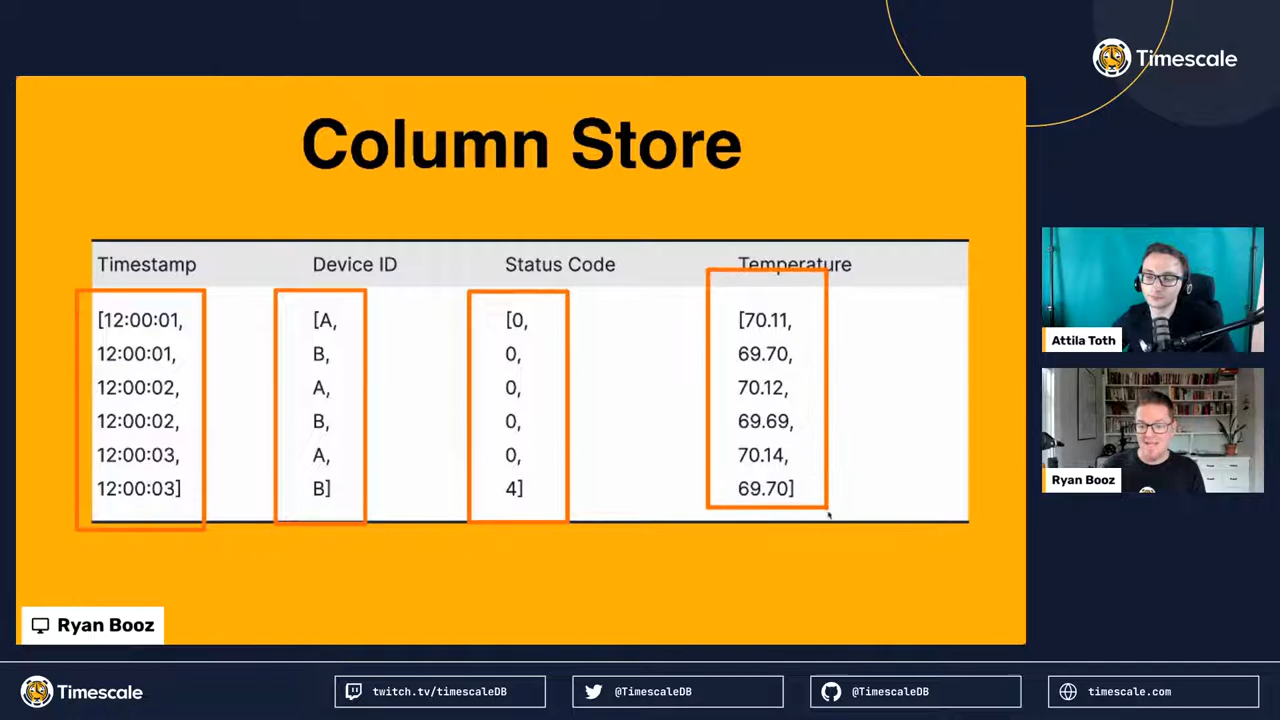 Timescale
Column Store
Timestamp Device ID Status Code Temperature
[12:00:01, [A, [0, [70.11,
12:00:01, B, 0, 69.70,
12:00:02, A, 0, 70.12,
12:00:02, B, 0, 69.69,
12:00:03, A, 0, 70.14,
12:00:03] B] 4] 69.70]
Attila Toth
Ryan Booz
Ryan Booz
Timescale
twitch.tv/timescaleDB
@TimescaleDB
@TimescaleDB
timescale.com